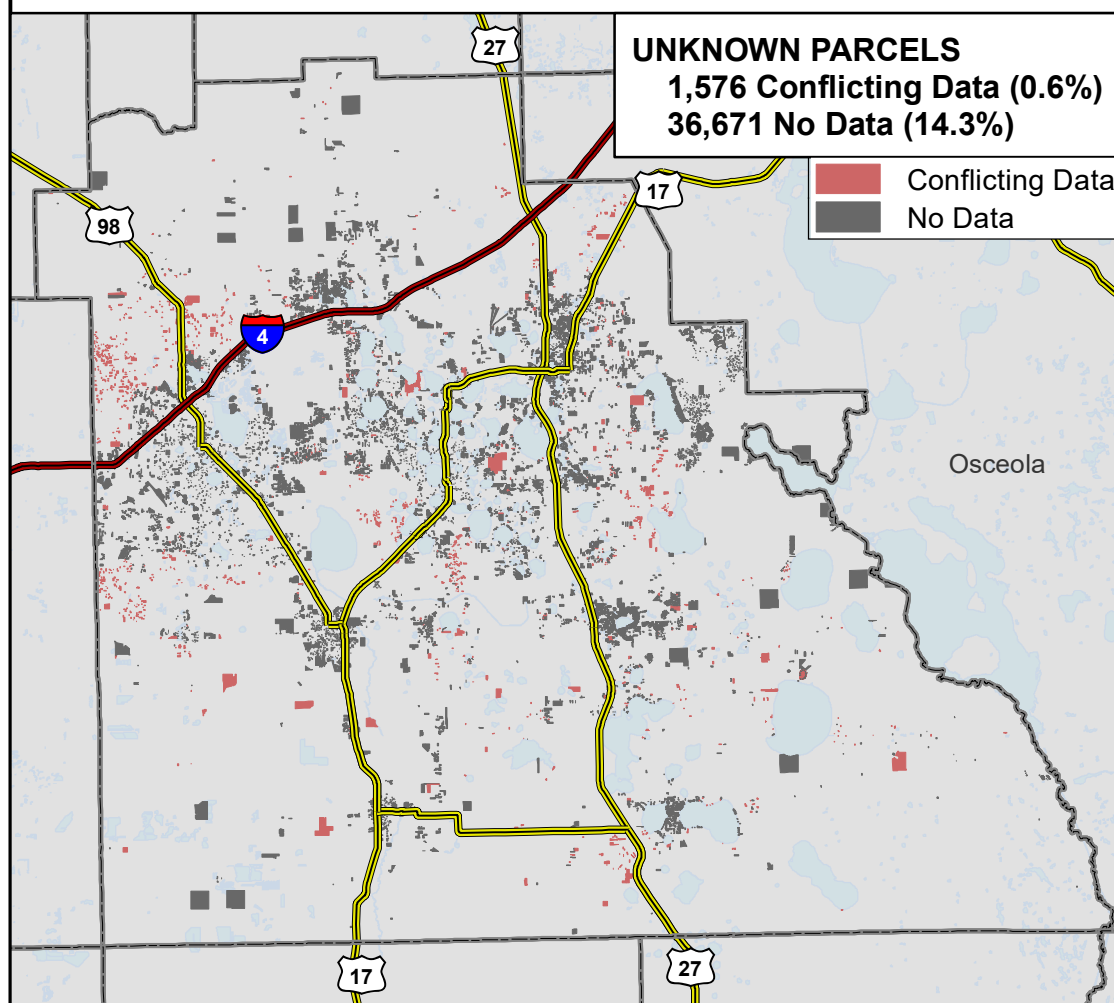 27
UNKNOWN PARCELS
1,576 Conflicting Data (0.6%)
36,671 No Data (14.3%)
17
Conflicting Data
No Data
98
4
Osceola
17
27